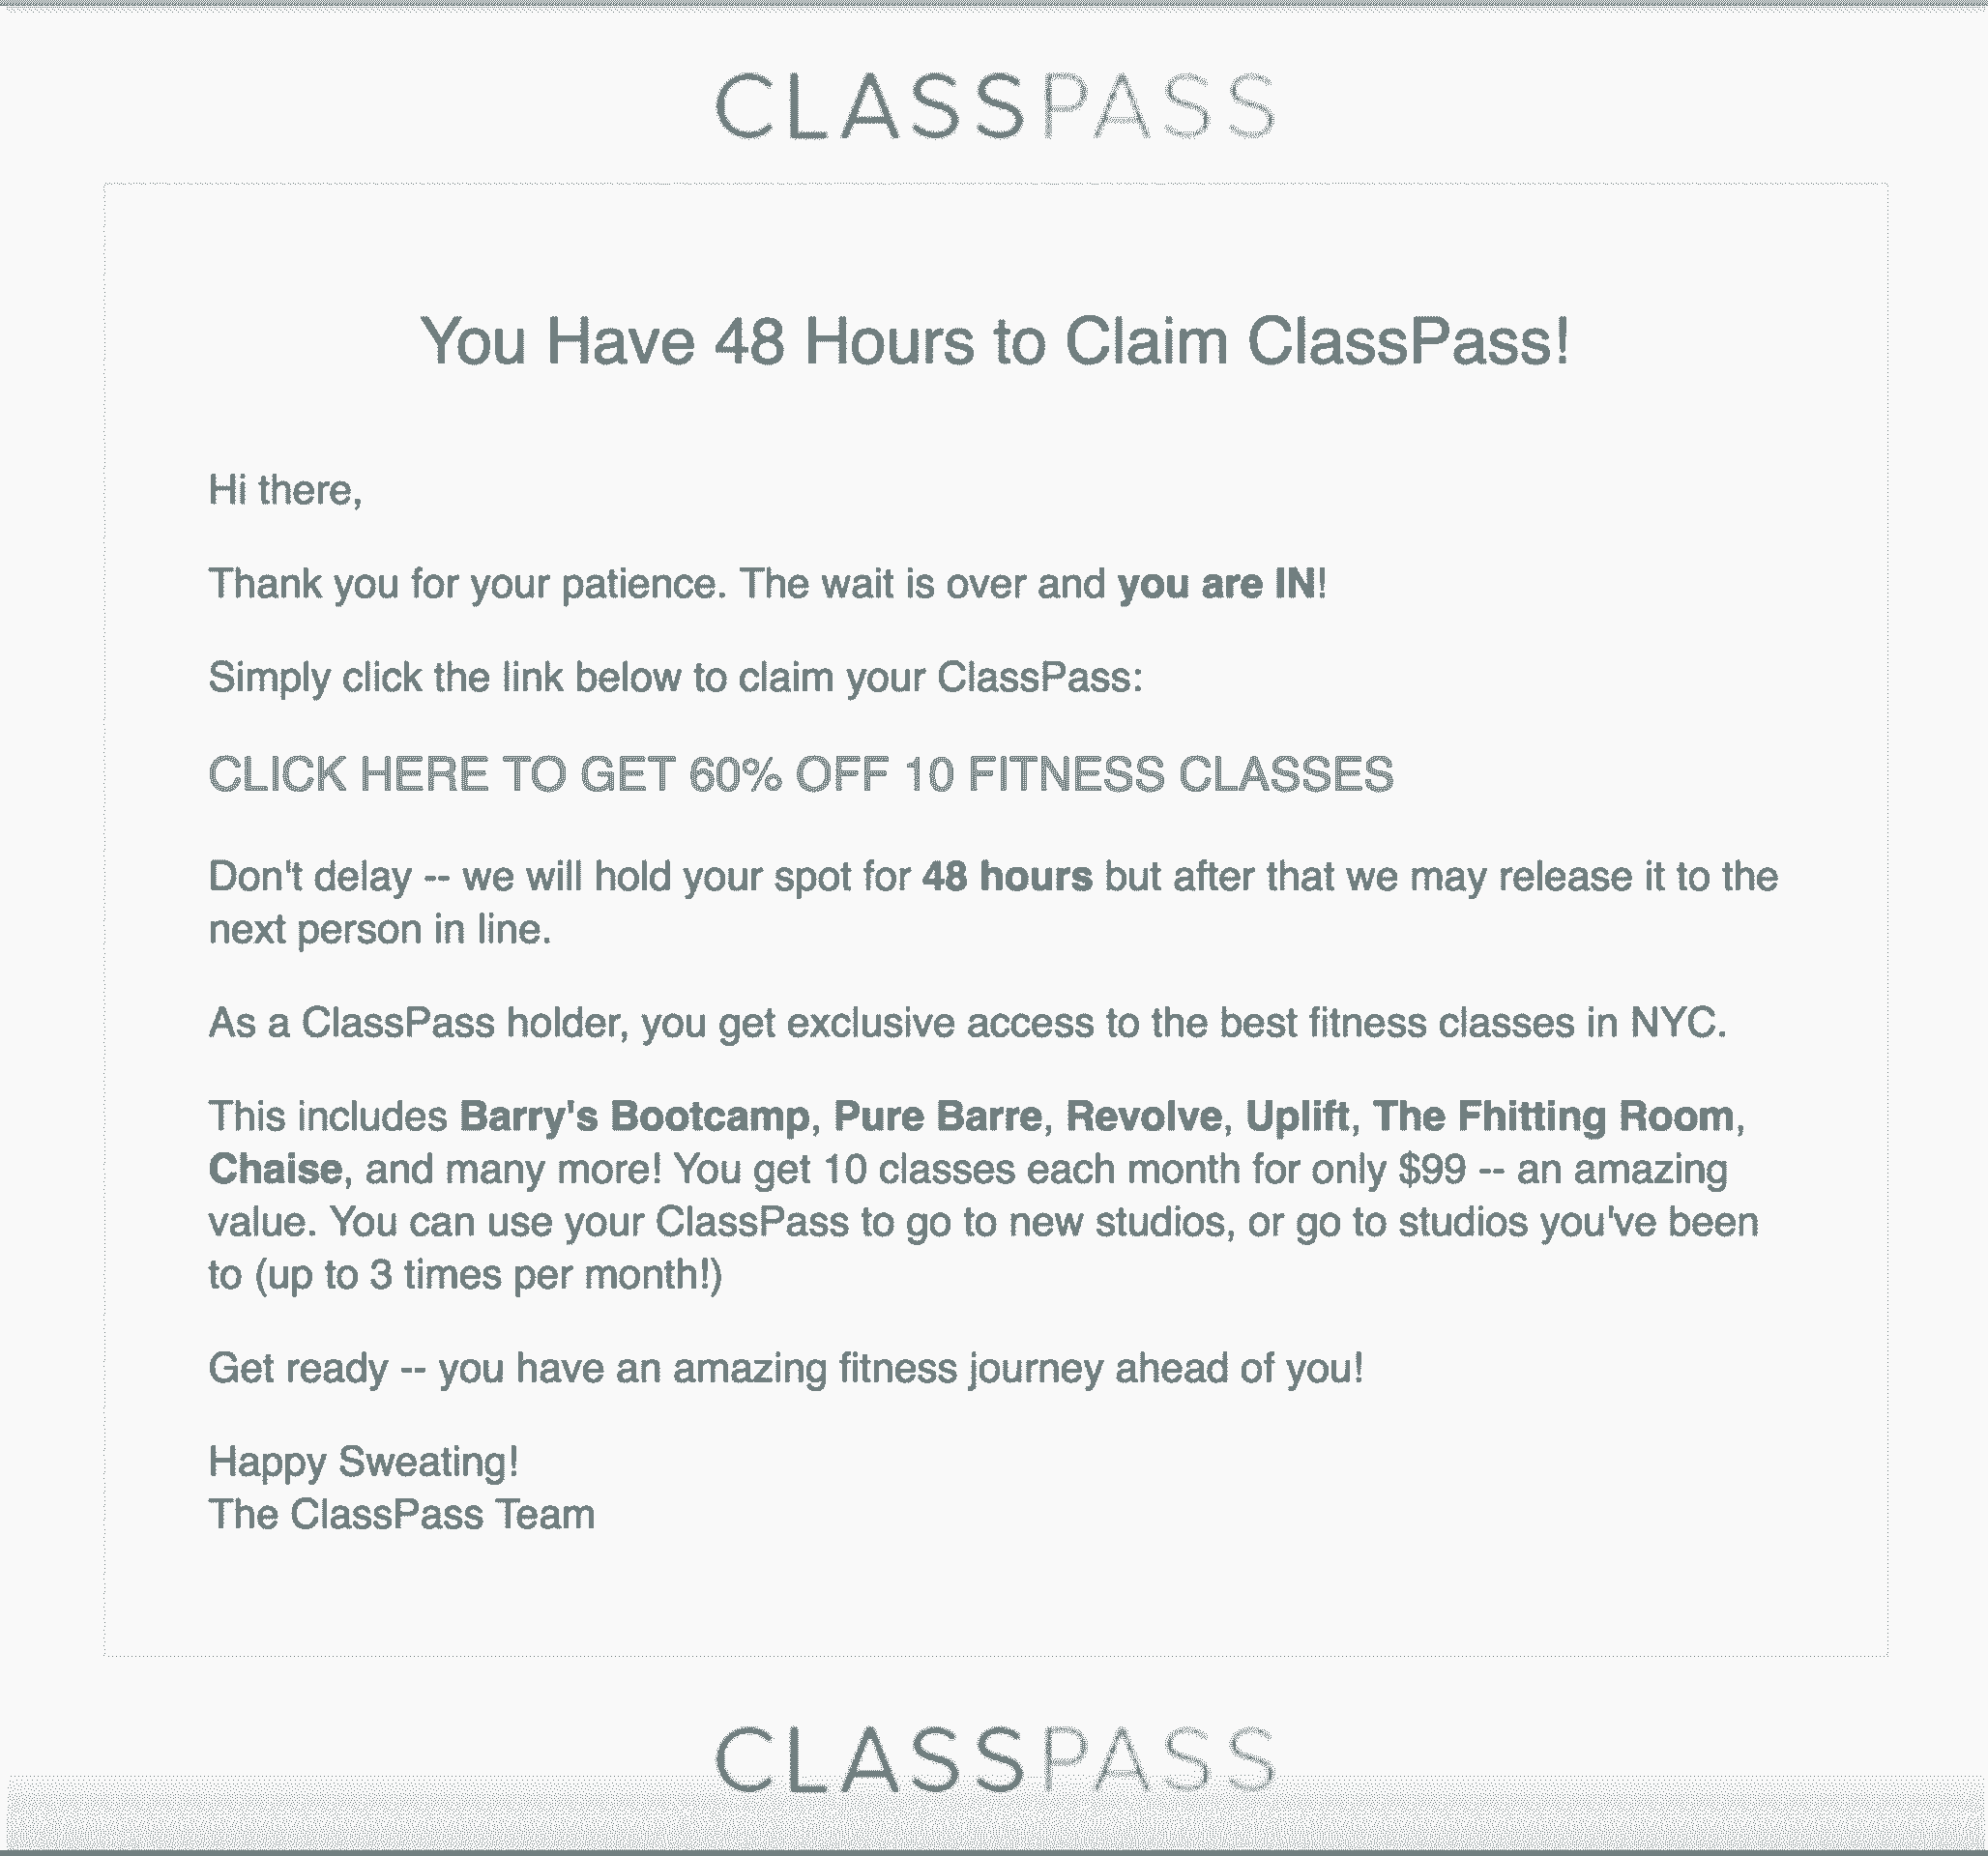 CLASSPASS
You Have 48 Hours to Claim ClassPass!
Hi there,
Thank you for your patience. The wait is over and you are IN!
Simply click the link below to claim your ClassPass:
CLICK HERE TO GET 60% OFF 10 FITNESS CLASSES
Don't delay -- we will hold your spot for 48 hours but after that we may release it to the
next person in line.
As a ClassPass holder, you get exclusive access to the best fitness classes in NYC.
This includes Barry's Bootcamp, Pure Barre, Revolve, Uplift, The Fhitting Room,
Chaise, and many more! You get 10 classes each month for only $99 -- an amazing
value. You can use your ClassPass to go to new studios, or go to studios you've been
to (up to 3 times per month!)
Get ready -- you have an amazing fitness journey ahead of you!
Happy Sweating!
The ClassPass Team
CLASSPASS